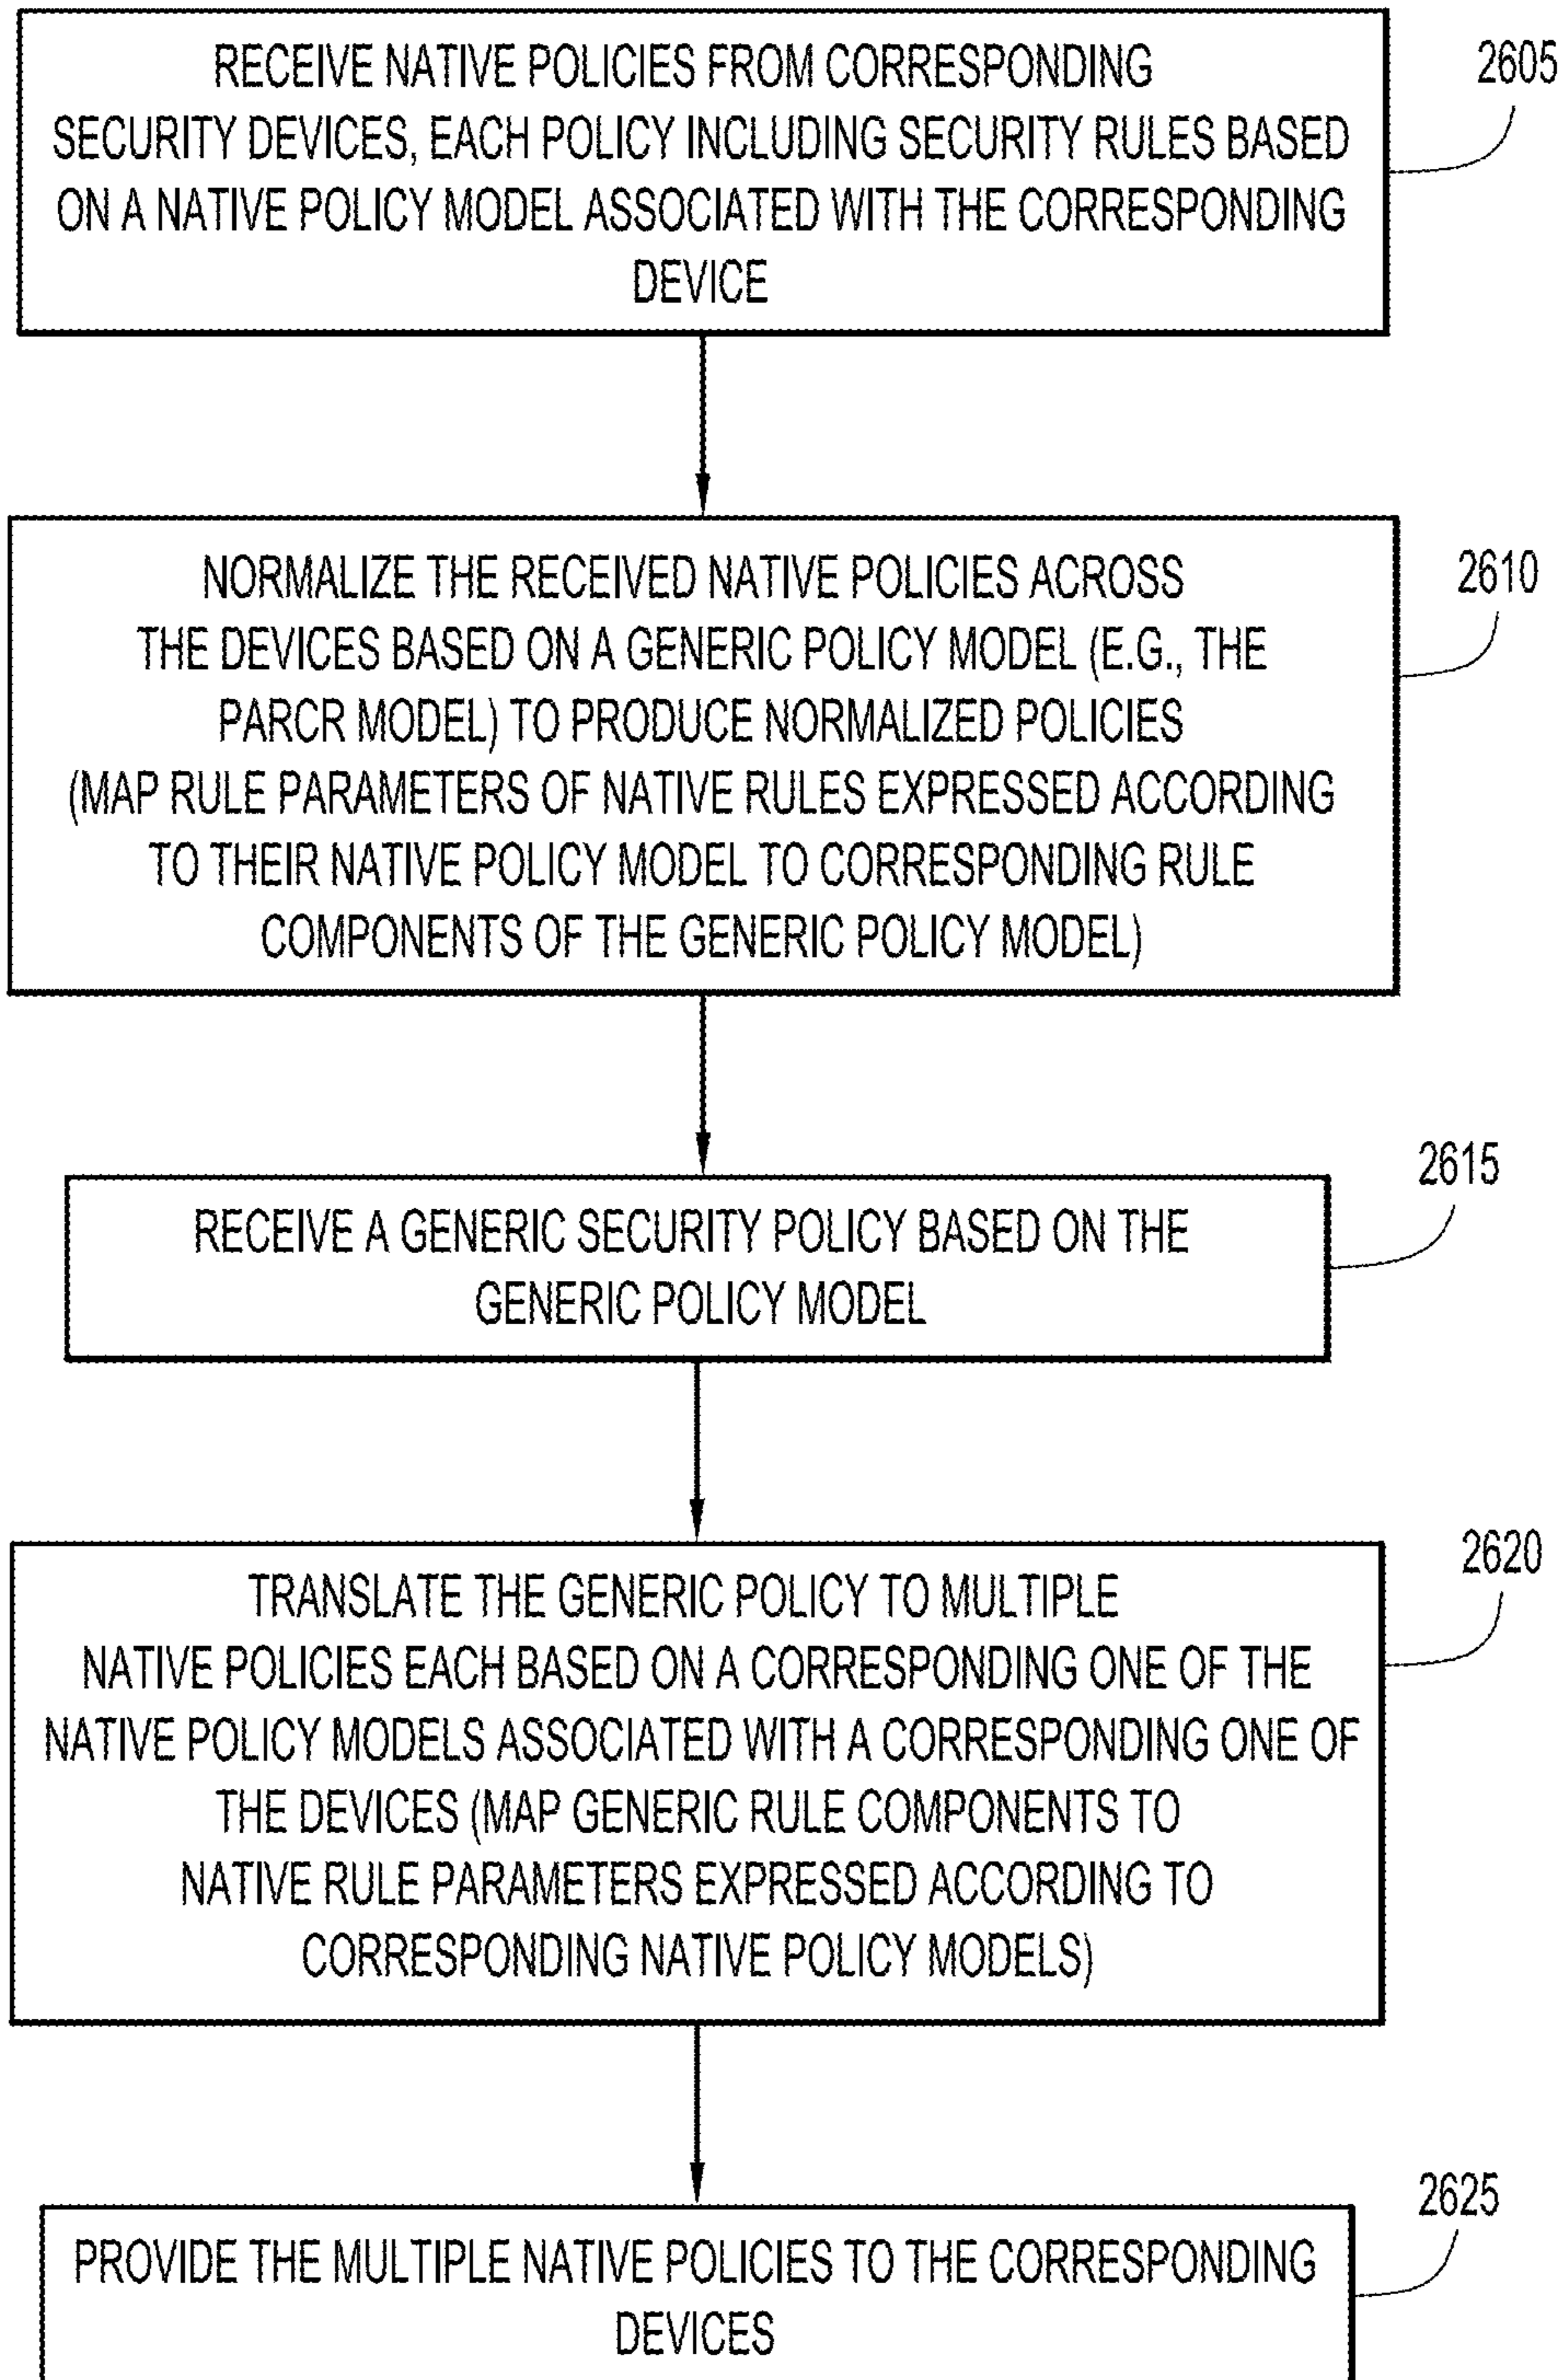 RECEIVE NATIVE POLICIES FROM CORRESPONDING
SECURITY DEVICES, EACH POLICY INCLUDING SECURITY RULES BASED
ON A NATIVE POLICY MODEL ASSOCIATED WITH THE CORRESPONDING
DEVICE
2605
NORMALIZE THE RECEIVED NATIVE POLICIES ACROSS
THE DEVICES BASED ON A GENERIC POLICY MODEL (E.G., THE
PARCR MODEL) TO PRODUCE NORMALIZED POLICIES
(MAP RULE PARAMETERS OF NATIVE RULES EXPRESSED ACCORDING
TO THEIR NATIVE POLICY MODEL TO CORRESPONDING RULE
COMPONENTS OF THE GENERIC POLICY MODEL)
2610
RECEIVE A GENERIC SECURITY POLICY BASED ON THE
GENERIC POLICY MODEL
2615
TRANSLATE THE GENERIC POLICY TO MULTIPLE
NATIVE POLICIES EACH BASED ON A CORRESPONDING ONE OF THE
NATIVE POLICY MODELS ASSOCIATED WITH A CORRESPONDING ONE OF
THE DEVICES (MAP GENERIC RULE COMPONENTS TO
NATIVE RULE PARAMETERS EXPRESSED ACCORDING TO
CORRESPONDING NATIVE POLICY MODELS)
2620
PROVIDE THE MULTIPLE NATIVE POLICIES TO THE CORRESPONDING
DEVICES
2625